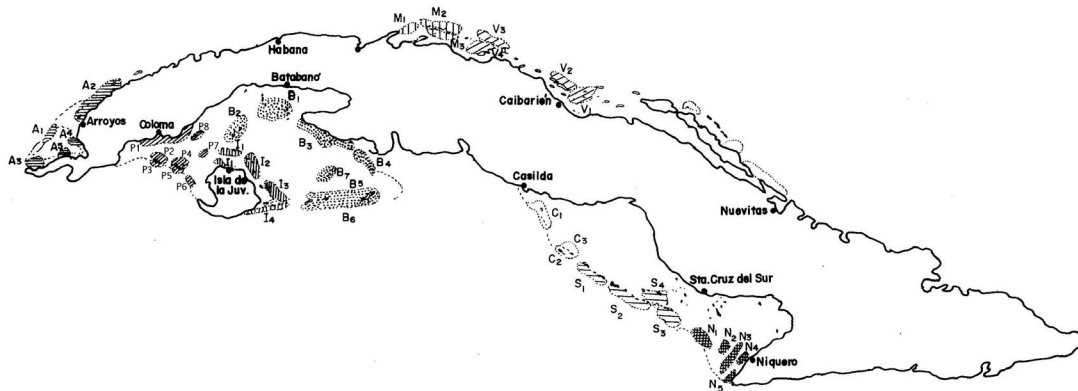 M1
M2
M3
V3
V4
Habana
A2
Batabanó
B1
V2
Caibarién
V1
A1
Arroyos
Coloma
P8
B2
A4
A5
A3
P1
P2
P3
P4
P5
P6
P7
I1
I1
I2
I3
I4
Isla de
la Juv.
B3
B4
B7
B5
B6
Casilda
Nuevitas
C1
C3
C2
S1
S2
S4
S3
Sta.Cruz del Sur
N1
N2
N3
N4
Niquero
N5